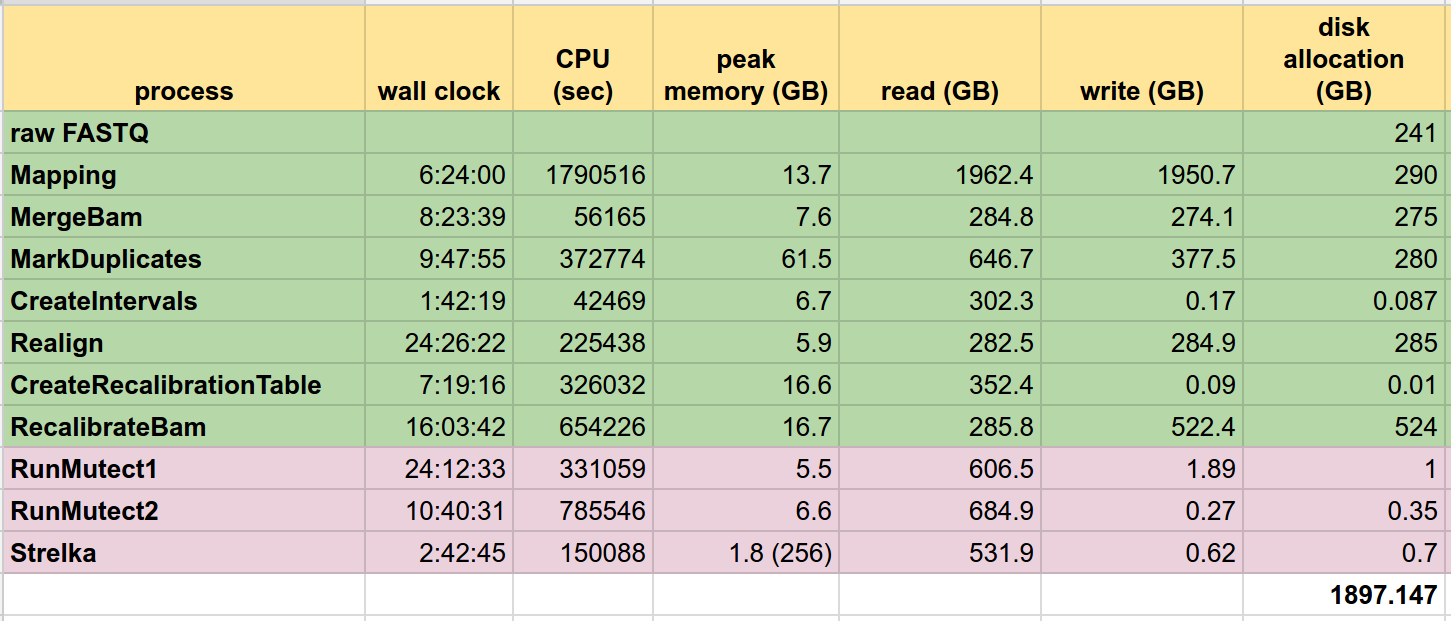 process wall clock CPU (sec) peak memory (GB) read (GB) write (GB) disk allocation (GB)
raw FASTQ 241
Mapping 6:24:00 1790516 13.7 1962.4 1950.7 290
MergeBam 8:23:39 56165 7.6 284.8 274.1 275
MarkDuplicates 9:47:55 372774 61.5 646.7 377.5 280
CreateIntervals 1:42:19 42469 6.7 302.3 0.17 0.087
Realign 24:26:22 225438 5.9 282.5 284.9 285
CreateRecalibrationTable 7:19:16 326032 16.6 352.4 0.09 0.01
RecalibrateBam 16:03:42 654226 16.7 285.8 522.4 524
RunMutect1 24:12:33 331059 5.5 606.5 1.89 1
RunMutect2 10:40:31 785546 6.6 684.9 0.27 0.35
Strelka 2:42:45 150088 1.8 (256) 531.9 0.62 0.7
1897.147